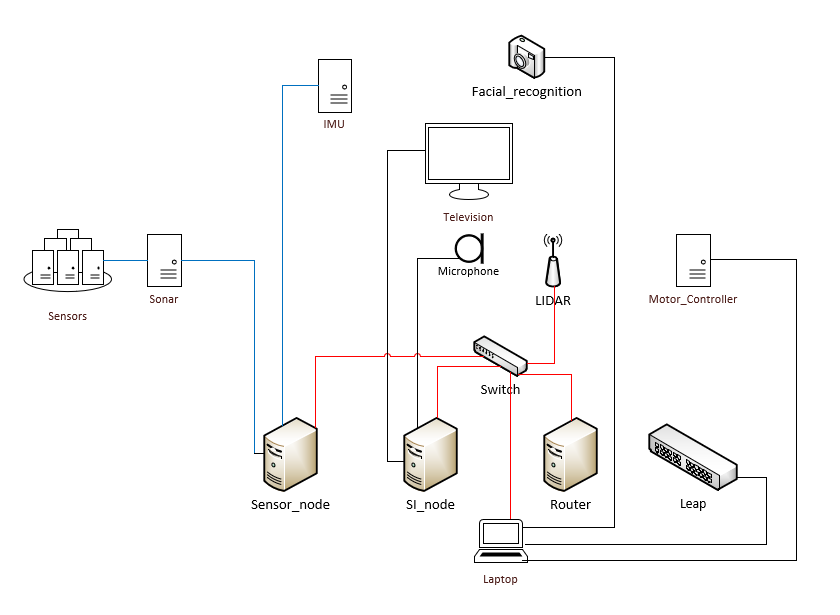 Facial_recognition
IMU
Television
Microphone
Sensors
Sonar
LIDAR
Motor_Controller
Switch
Sensor_node
SI_node
Router
Leap
Laptop